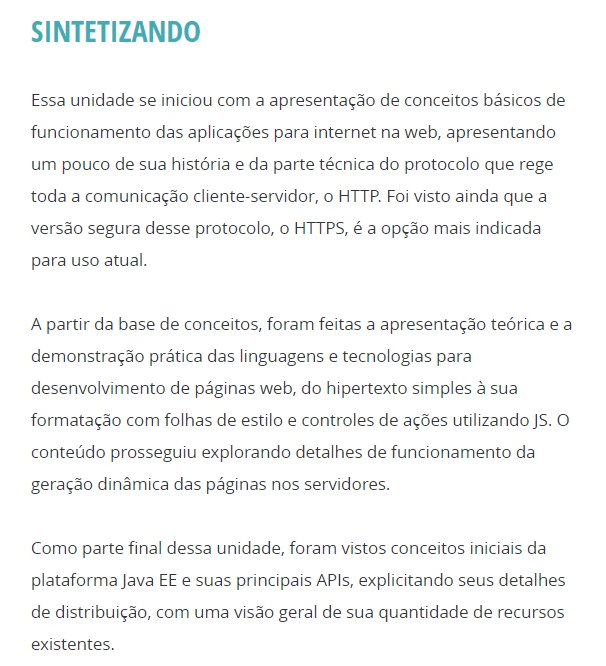 SINTETIZANDO
Essa unidade se iniciou com a apresentação de conceitos básicos de
funcionamento das aplicações para internet na web, apresentando
um pouco de sua história e da parte técnica do protocolo que rege
toda a comunicação cliente-servidor, o HTTP. Foi visto ainda que a
versão segura desse protocolo, o HTTPS, é a opção mais indicada
para uso atual.
A partir da base de conceitos, foram feitas a apresentação teórica e a
demonstração prática das linguagens e tecnologias para
desenvolvimento de páginas web, do hipertexto simples à sua
formatação com folhas de estilo e controles de ações utilizando JS. O
conteúdo prosseguiu explorando detalhes de funcionamento da
geração dinâmica das páginas nos servidores.
Como parte final dessa unidade, foram vistos conceitos iniciais da
plataforma Java EE e suas principais APIs, explicitando seus detalhes
de distribuição, com uma visão geral de sua quantidade de recursos
existentes.